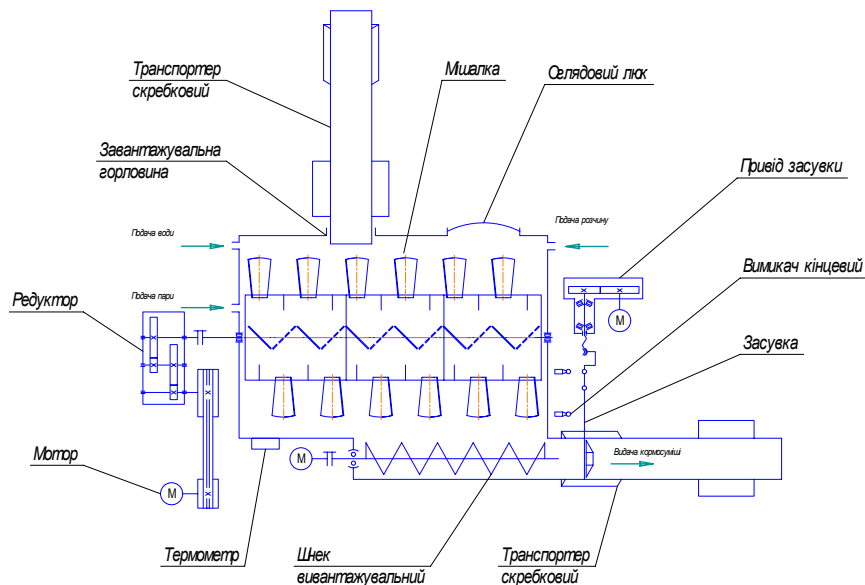 Транспортер
скребковий
Мішалка
Оглядовий люк
Завантажувальна
горловина
Привід засувки
Подача води
Подача розчину
Вимикач кінцевий
Подача пари
Редуктор
М
Засувка
Мотор
М
М
Видача кормосуміші
Термометр
Шнек
вивантажувальний
Транспортер
скребковий